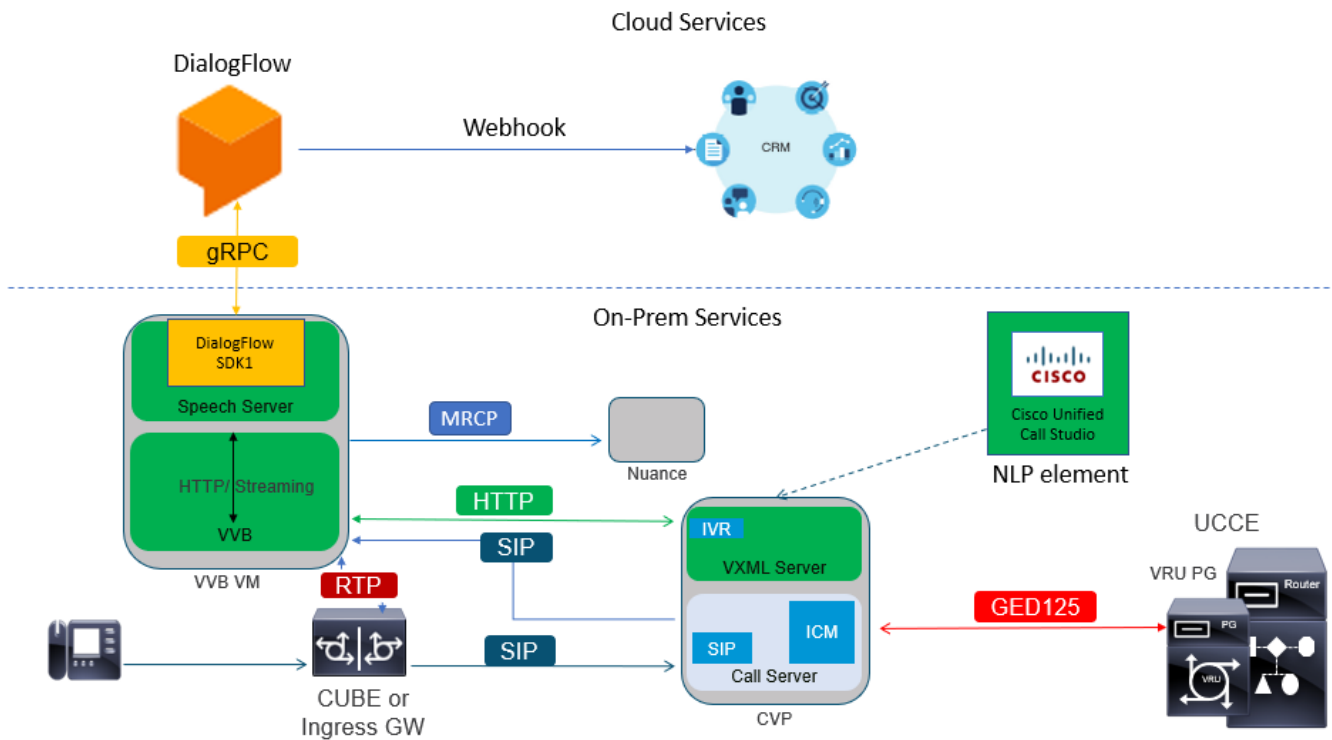 Cloud Services
DialogFlow
Webhook
CRM
gRPC
On-Prem Services
DialogFlow
SDK1
Speech Server
MRCP
Nuance
CISCO
Cisco Unified
Call Studio
NLP element
HTTP/ Streaming
VVB
VVB VM
HTTP
SIP
IVR
VXML Server
UCCE
VRU PG
Router
PG
VRU
RTP
GED125
SIP
SIP
ICM
Call Server
CVP
CUBE or
Ingress GW